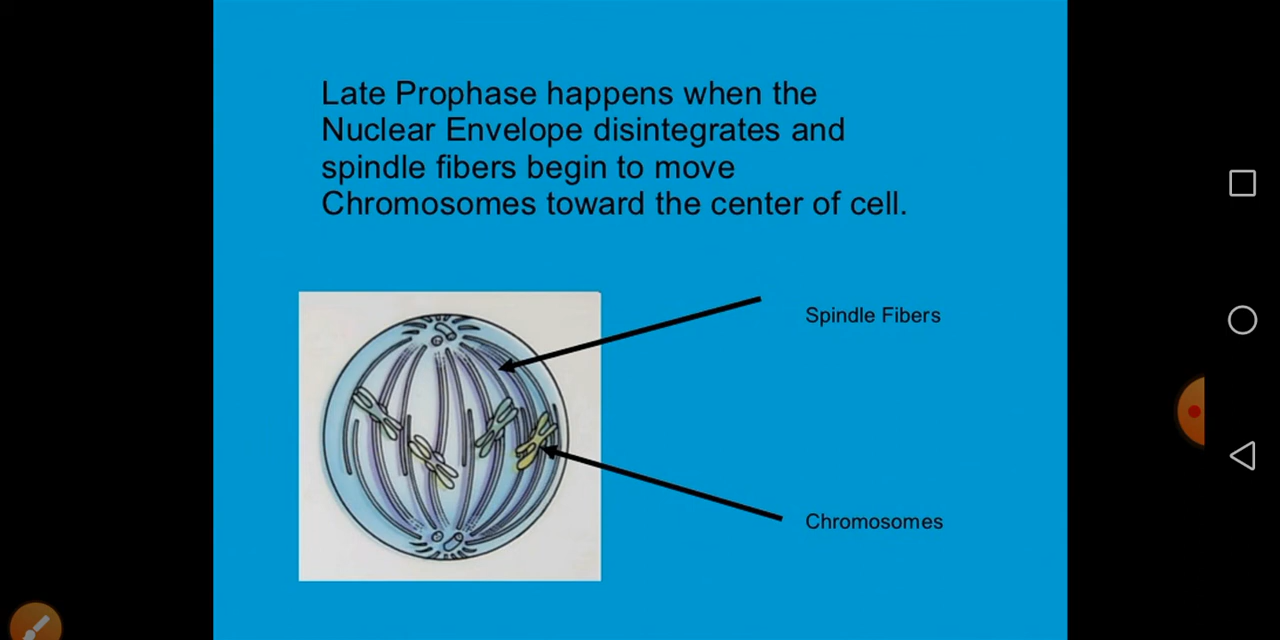 Late Prophase happens when the
Nuclear Envelope disintegrates and
spindle fibers begin to move
Chromosomes toward the center of cell.
Spindle Fibers
Chromosomes